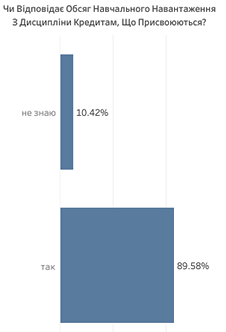 Чи Відповідає Обсяг Навчального Навантаження
З Дисципліни Кредитам, Що Присвоюються?
не знаю 10.42%
так 89.58%